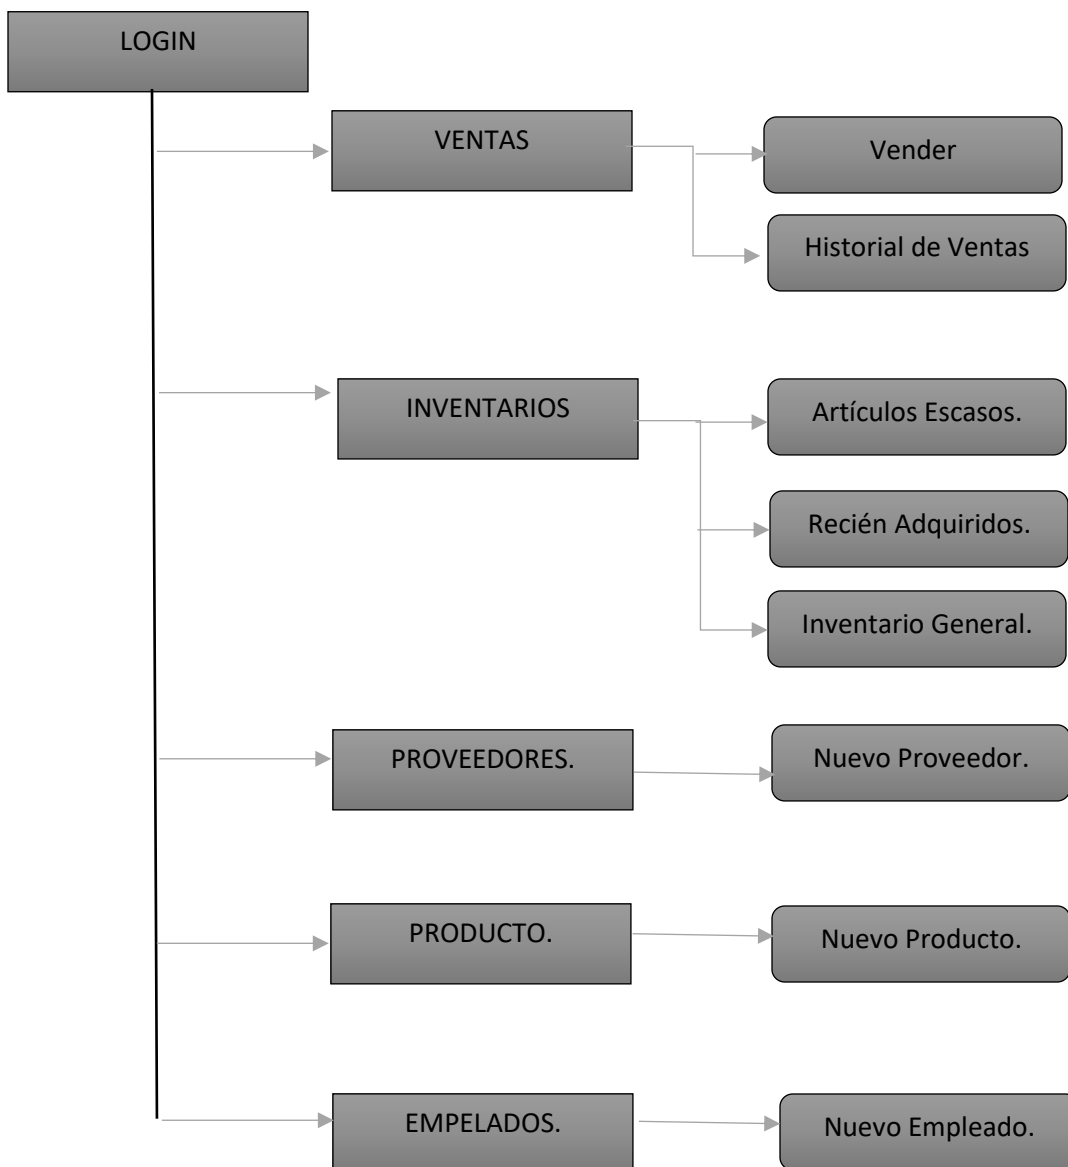 LOGIN
VENTAS
Vender
Historial de Ventas
INVENTARIOS
Artículos Escasos.
Recién Adquiridos.
Inventario General.
PROVEEDORES.
Nuevo Proveedor.
PRODUCTO.
Nuevo Producto.
EMPELADOS.
Nuevo Empleado.